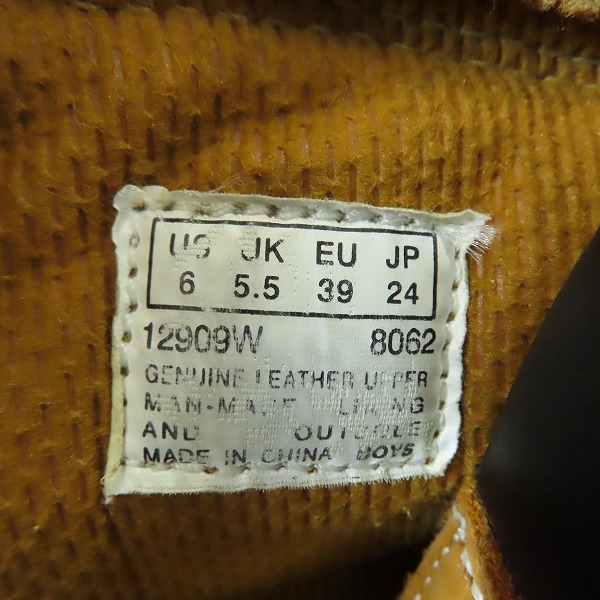 US UK EU JP
6 5.5 39 24
12909W 8062
GENUINE LEATHER UPPER
MAN-MADE LINING
AND OUTSOLE
MADE IN CHINA BOYS